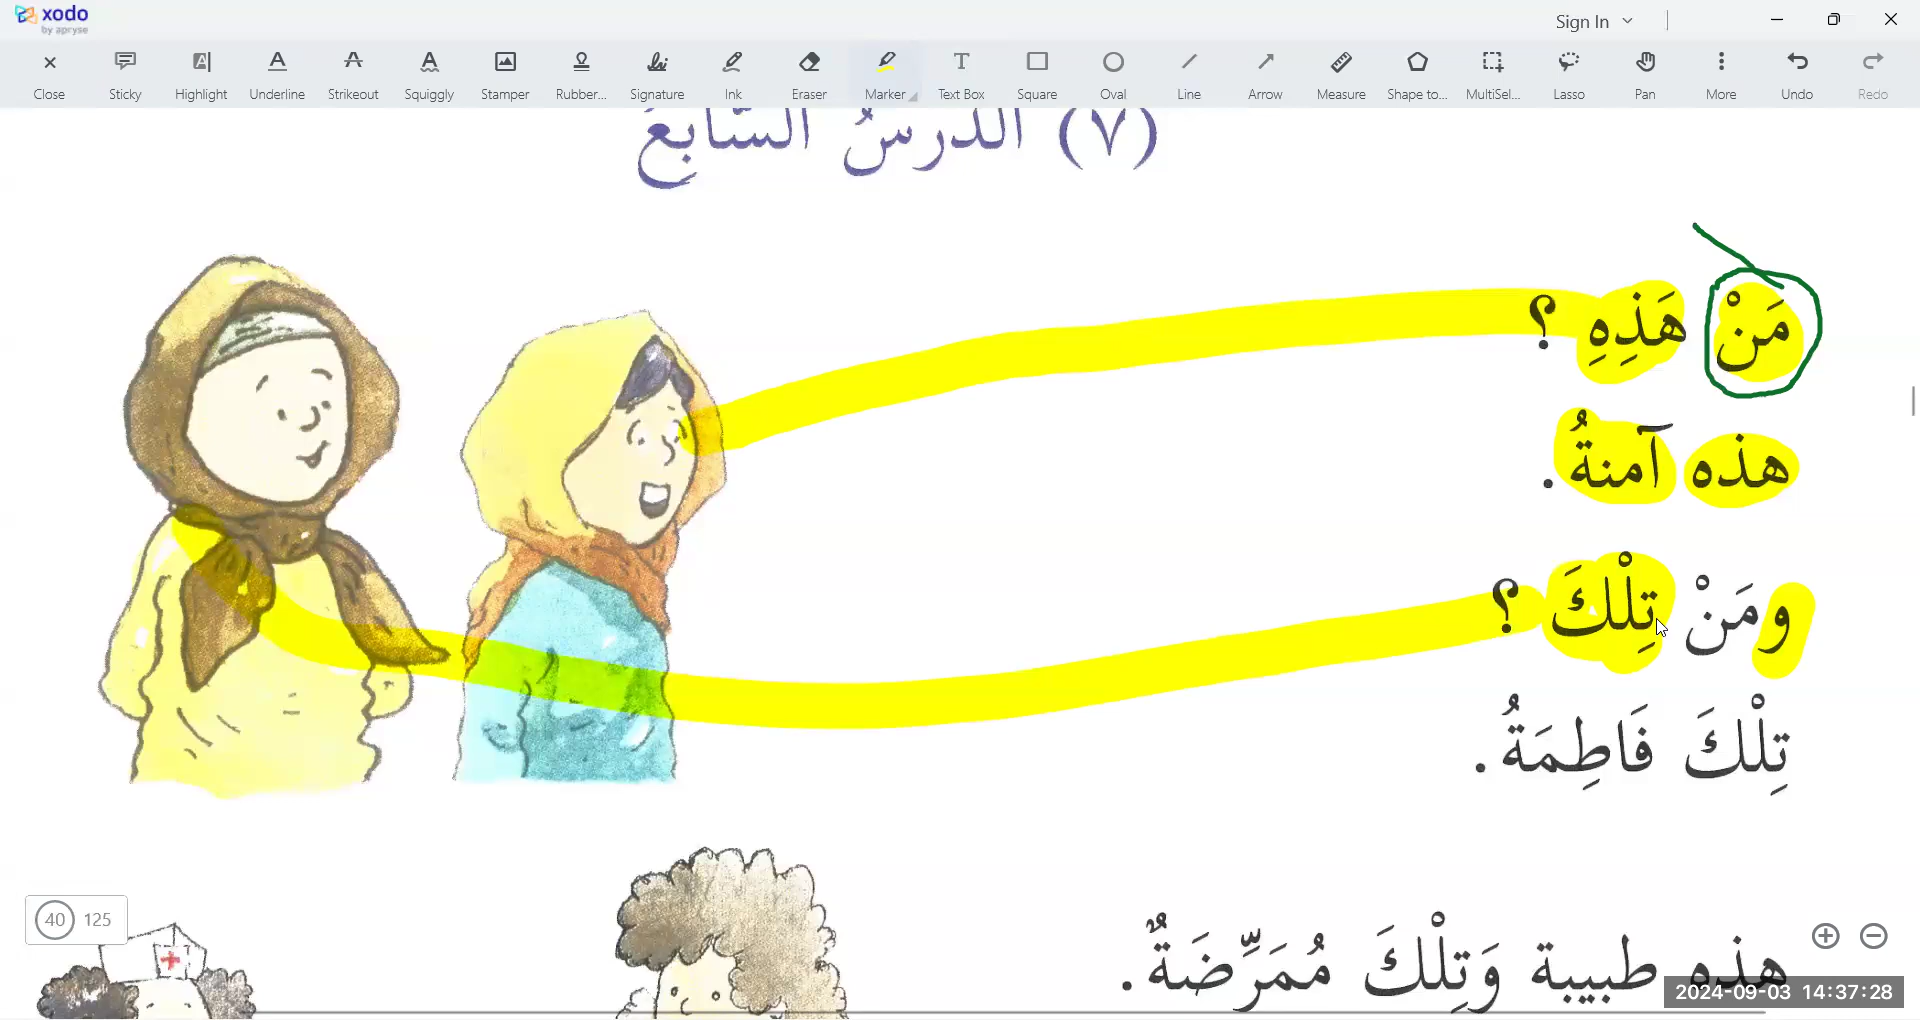 xodo
by apryse
Sign In
Close Sticky Highlight Underline Strikeout Squiggly Stamper Rubber... Signature Ink Eraser Marker Text Box Square Oval Line Arrow Measure Shape to... MultiSel... Lasso Pan More Undo Redo
(٧) الدَّرْسُ السَّابِعُ
مَنْ هَذِهِ ؟
هذه آمنةُ .
ومَنْ تِلْكَ ؟
تِلْكَ فَاطِمَةُ .
هذه طبيبة وَتِلْكَ مُمَرِّضَةٌ .
40 125
2024-09-03 14:37:28